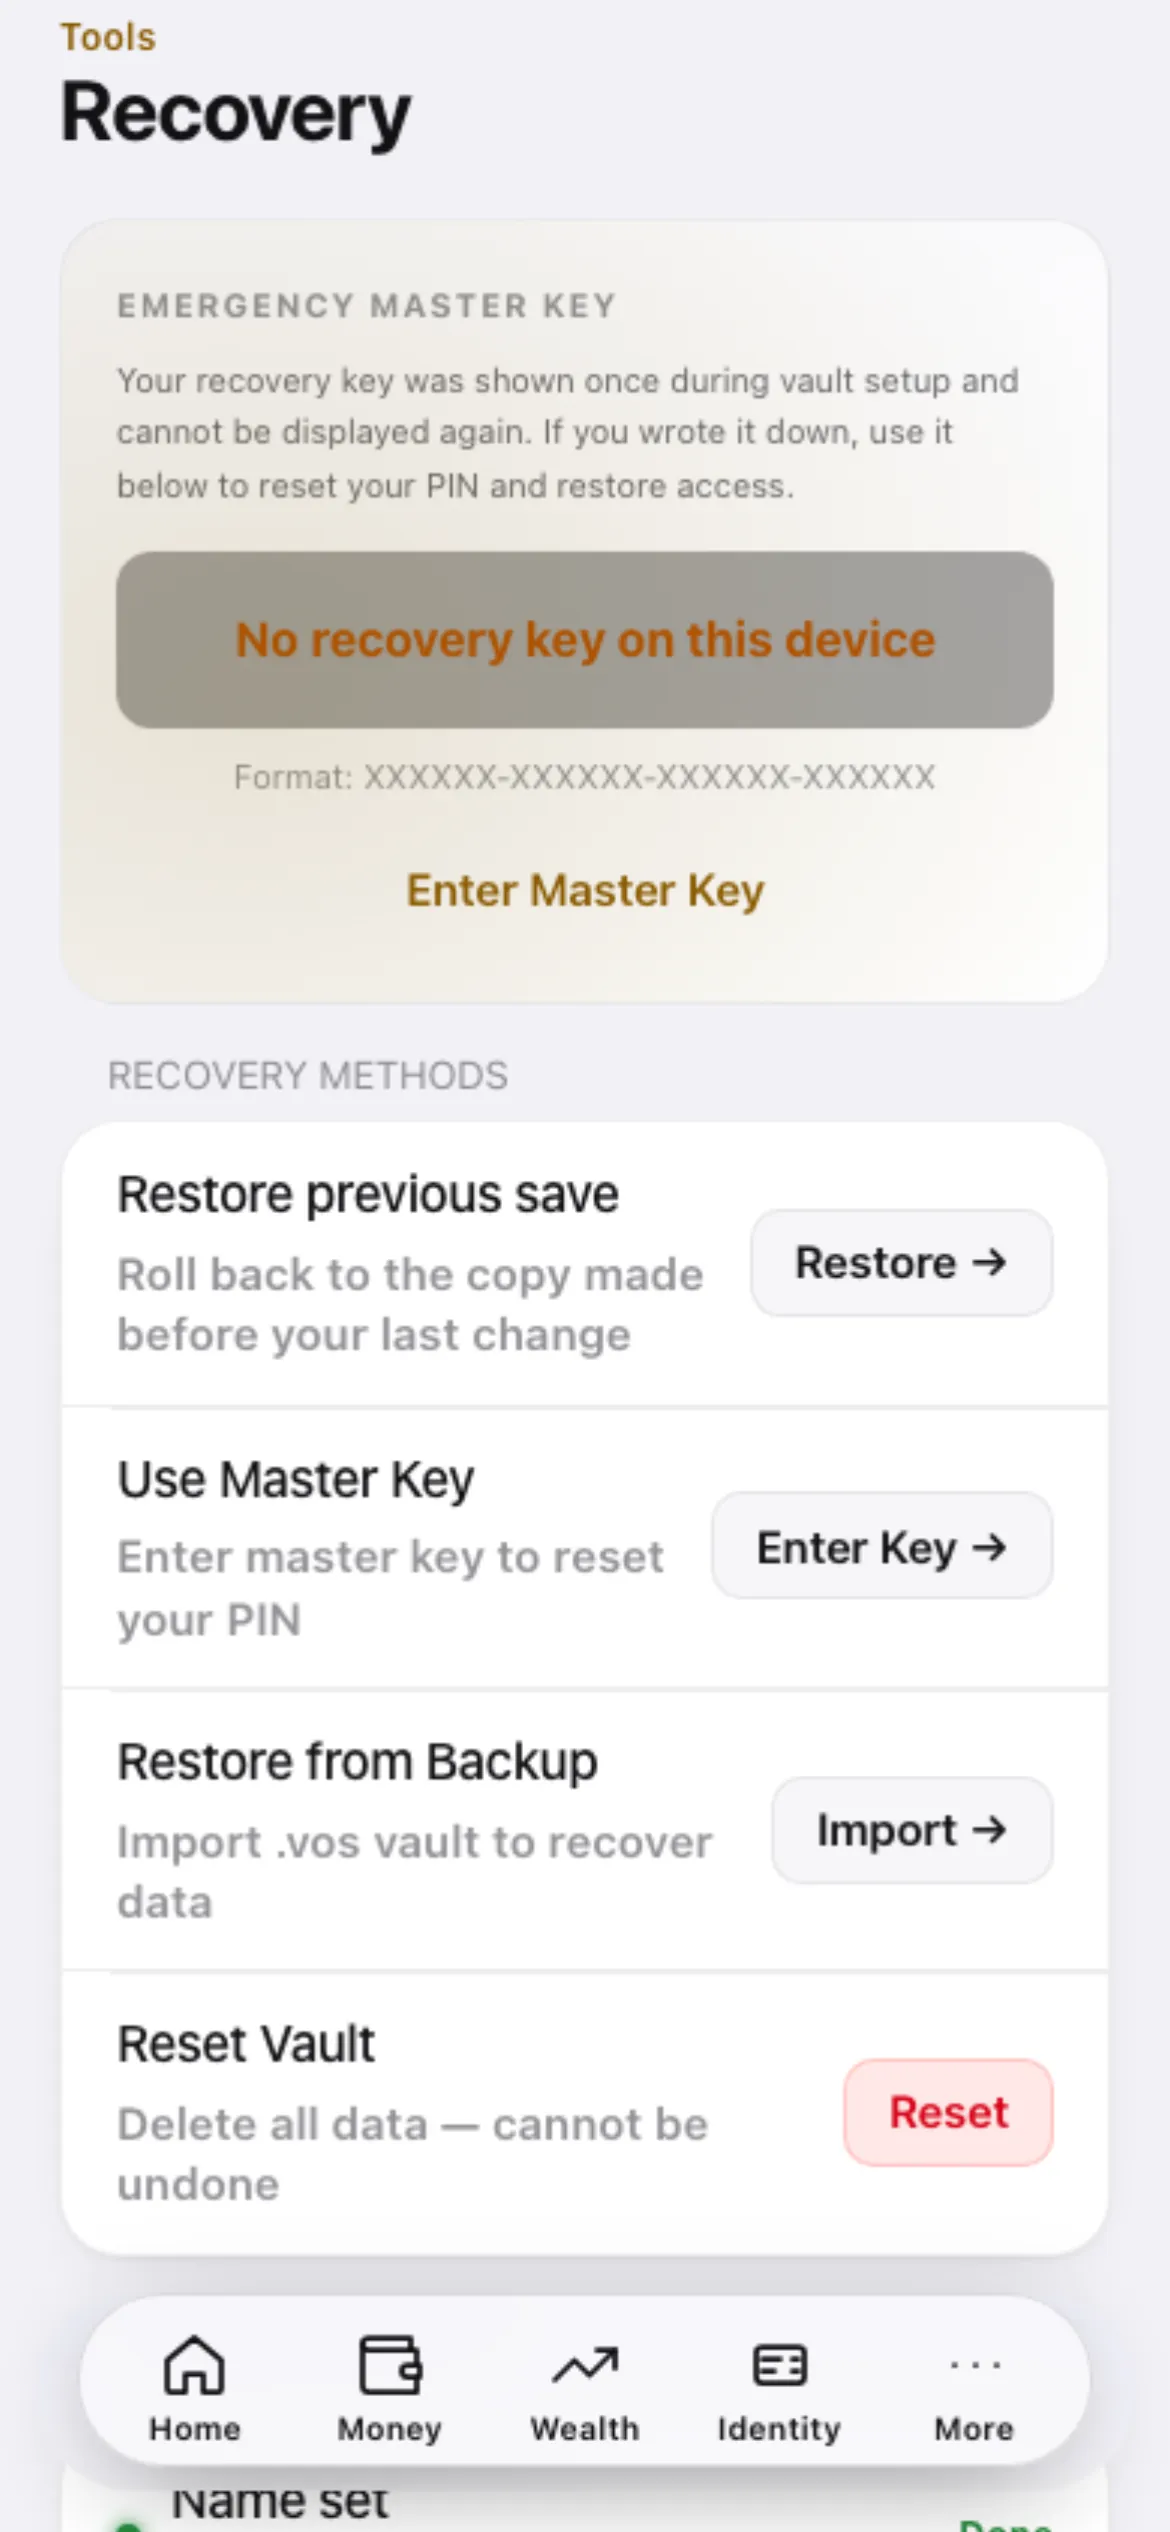 Tools
Recovery
EMERGENCY MASTER KEY
Your recovery key was shown once during vault setup and
cannot be displayed again. If you wrote it down, use it
below to reset your PIN and restore access.
No recovery key on this device
Format: XXXXXX-XXXXXX-XXXXXX-XXXXXX
Enter Master Key
RECOVERY METHODS
Restore previous save
Roll back to the copy made
before your last change
Restore →
Use Master Key
Enter master key to reset
your PIN
Enter Key →
Restore from Backup
Import .vos vault to recover
data
Import →
Reset Vault
Delete all data — cannot be
undone
Reset
Home
Money
Wealth
Identity
More
Name set
Done